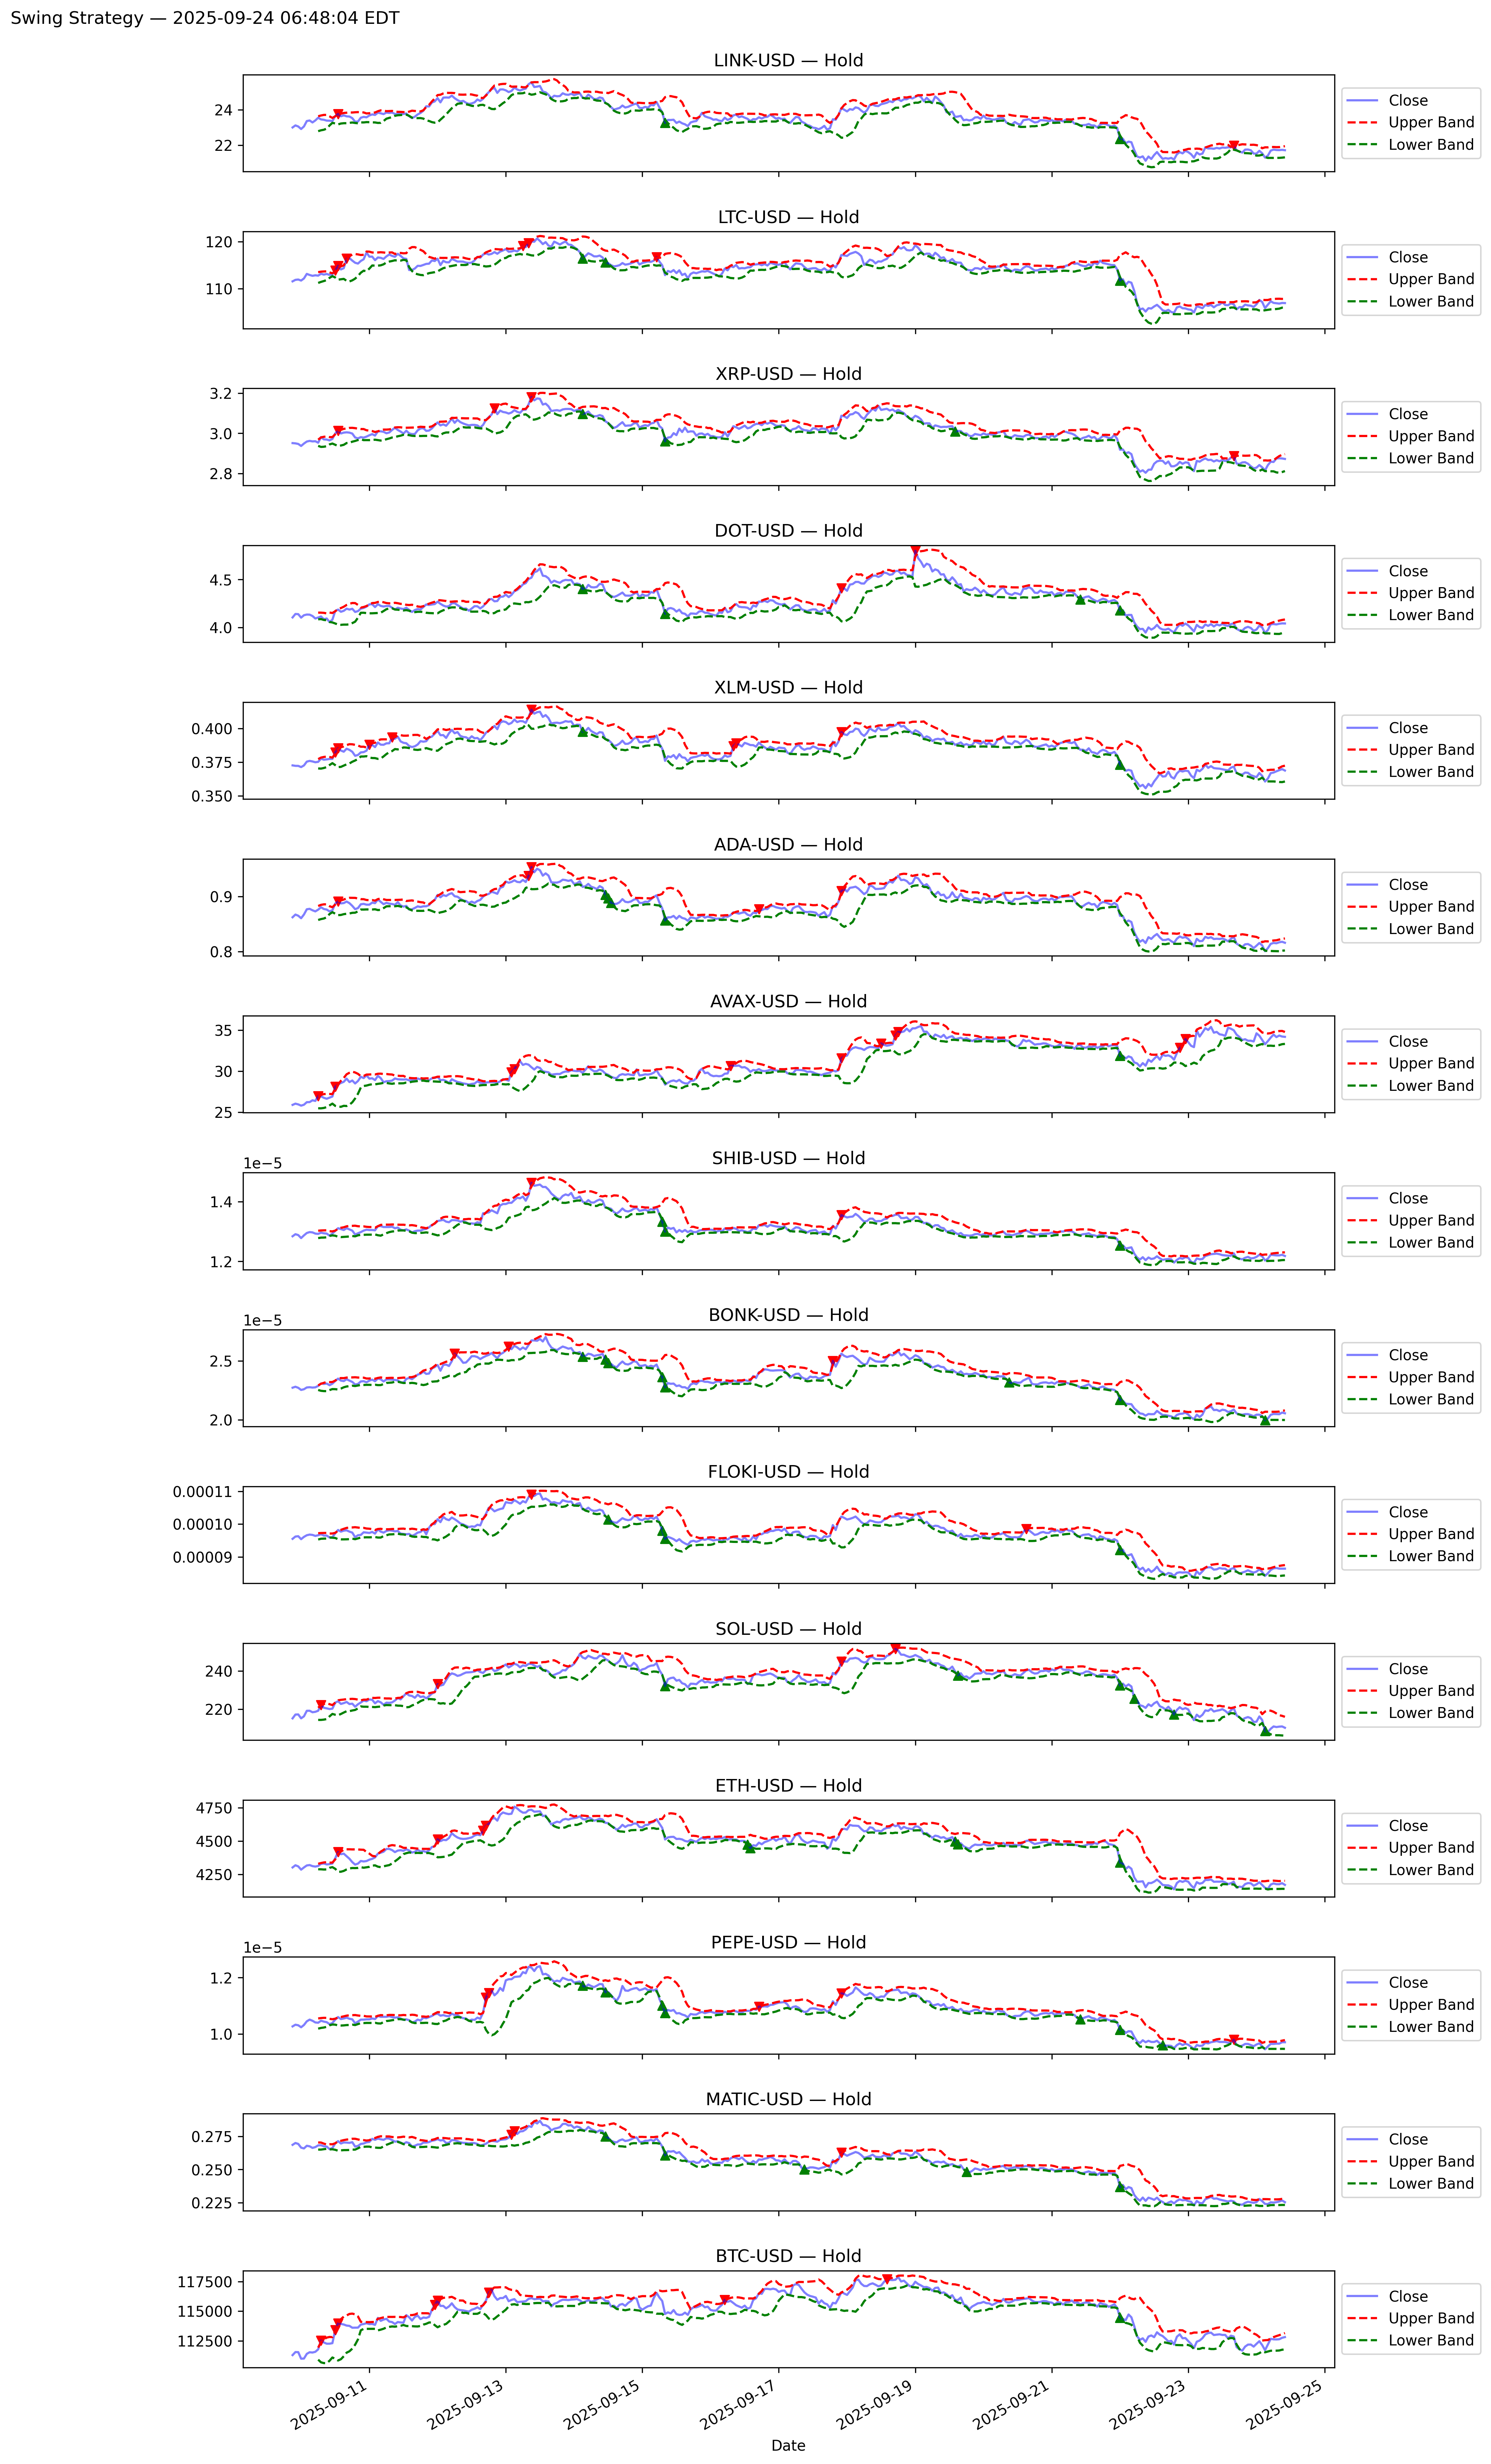 Swing Strategy — 2025-09-24 06:48:04 EDT
LINK-USD — Hold
24
22
Close
Upper Band
Lower Band
LTC-USD — Hold
120
110
Close
Upper Band
Lower Band
XRP-USD — Hold
3.2
3.0
2.8
Close
Upper Band
Lower Band
DOT-USD — Hold
4.5
4.0
Close
Upper Band
Lower Band
XLM-USD — Hold
0.400
0.375
0.350
Close
Upper Band
Lower Band
ADA-USD — Hold
0.9
0.8
Close
Upper Band
Lower Band
AVAX-USD — Hold
35
30
25
Close
Upper Band
Lower Band
SHIB-USD — Hold
1e−5
1.4
1.2
Close
Upper Band
Lower Band
BONK-USD — Hold
1e−5
2.5
2.0
Close
Upper Band
Lower Band
FLOKI-USD — Hold
0.00011
0.00010
0.00009
Close
Upper Band
Lower Band
SOL-USD — Hold
240
220
Close
Upper Band
Lower Band
ETH-USD — Hold
4750
4500
4250
Close
Upper Band
Lower Band
PEPE-USD — Hold
1e−5
1.2
1.0
Close
Upper Band
Lower Band
MATIC-USD — Hold
0.275
0.250
0.225
Close
Upper Band
Lower Band
BTC-USD — Hold
117500
115000
112500
Close
Upper Band
Lower Band
2025-09-11
2025-09-13
2025-09-15
2025-09-17
2025-09-19
2025-09-21
2025-09-23
2025-09-25
Date